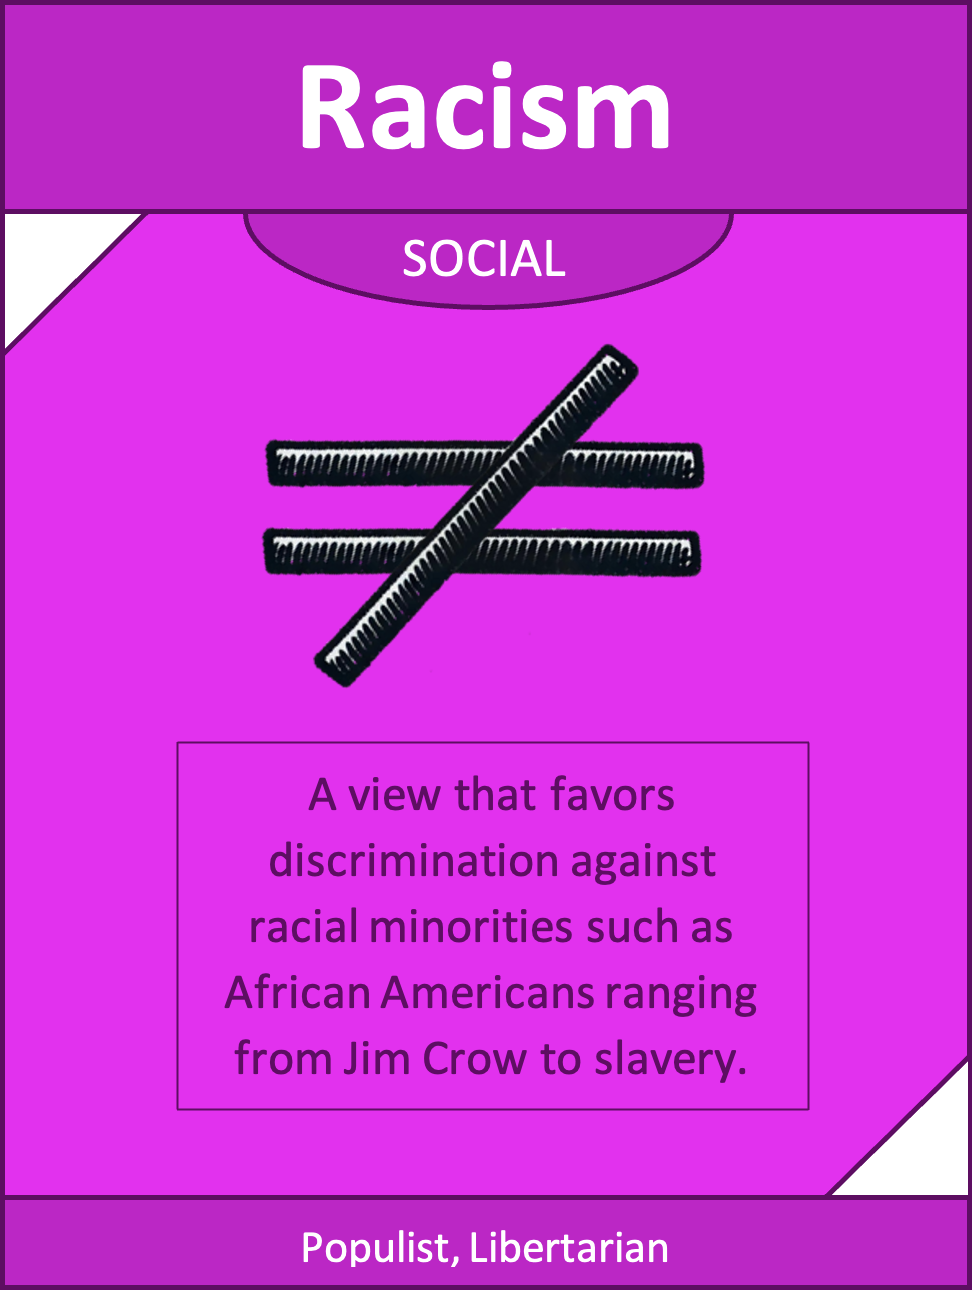 Racism
SOCIAL
A view that favors
discrimination against
racial minorities such as
African Americans ranging
from Jim Crow to slavery.
Populist, Libertarian